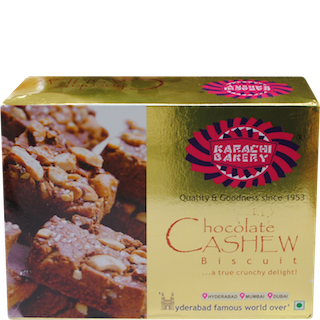 KARACHI
BAKERY
KARACHI
BAKERY
Quality & Goodness since 1953
Chocolate
CASHEW
Biscuit
...a true crunchy delight!
HYDERABAD MUMBAI DUBAI
Hyderabad famous world over'